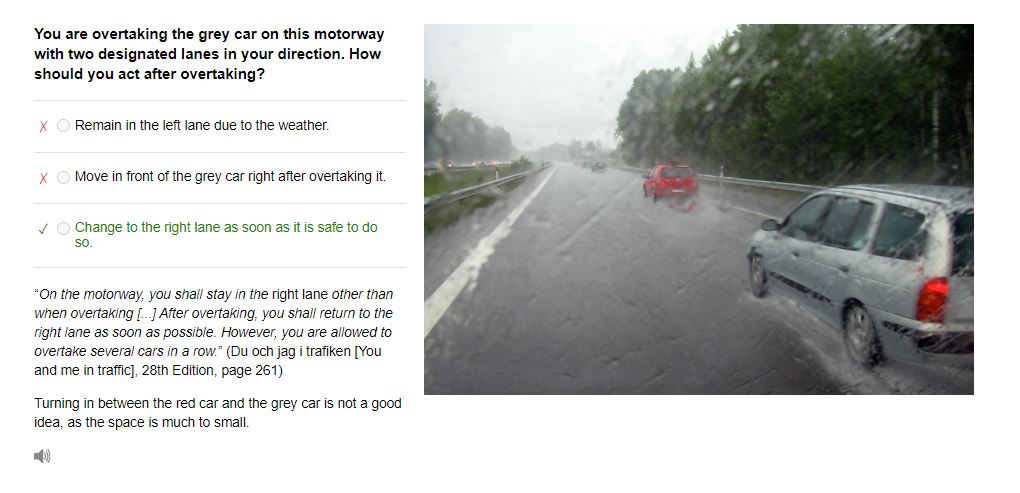 You are overtaking the grey car on this motorway
with two designated lanes in your direction. How
should you act after overtaking?
Remain in the left lane due to the weather.
Move in front of the grey car right after overtaking it.
Change to the right lane as soon as it is safe to do
so.
“On the motorway, you shall stay in the right lane other than
when overtaking [...] After overtaking, you shall return to the
right lane as soon as possible. However, you are allowed to
overtake several cars in a row.” (Du och jag i trafiken [You
and me in traffic], 28th Edition, page 261)
Turning in between the red car and the grey car is not a good
idea, as the space is much to small.